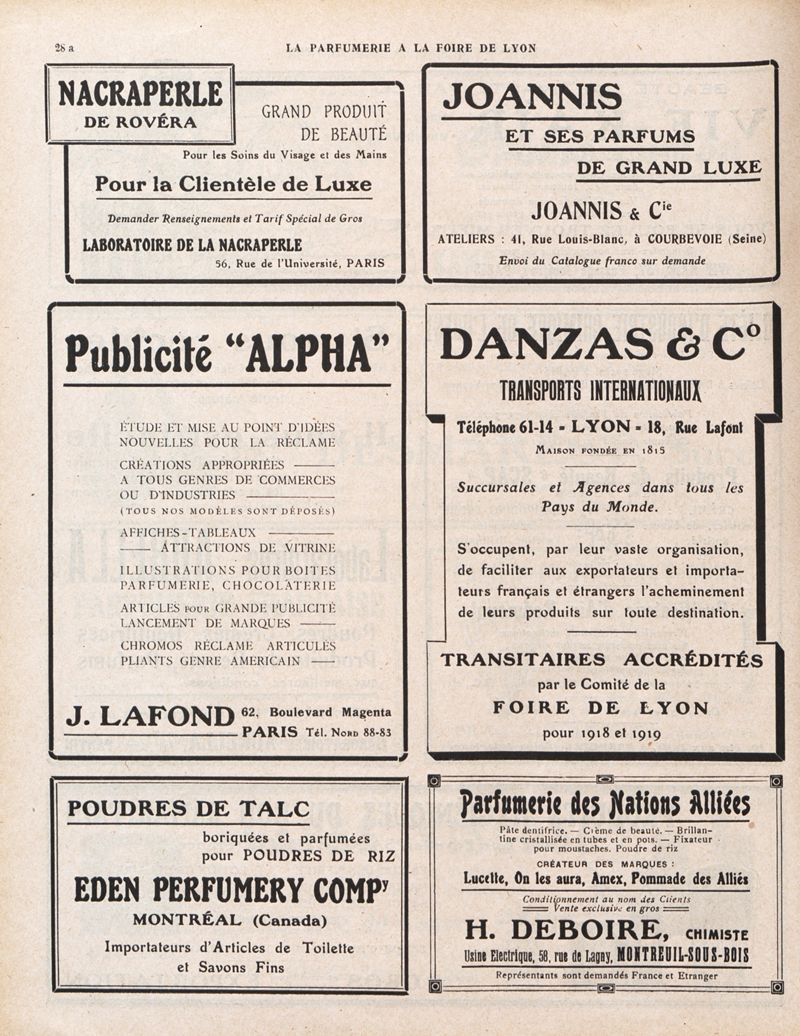 28 a
LA PARFUMERIE A LA FOIRE DE LYON
NACRAPERLE
DE ROVÉRA
GRAND PRODUIT
DE BEAUTÉ
Pour les Soins du Visage et des Mains
Pour la Clientèle de Luxe
Demander Renseignements et Tarif Spécial de Gros
LABORATOIRE DE LA NACRAPERLE
56, Rue de l'Université, PARIS
JOANNIS
ET SES PARFUMS
DE GRAND LUXE
JOANNIS & Cie
ATELIERS : 41, Rue Louis-Blanc, à COURBEVOIE (Seine)
Envoi du Catalogue franco sur demande
Publicité "ALPHA"
ÉTUDE ET MISE AU POINT D'IDÉES
NOUVELLES POUR LA RÉCLAME
CRÉATIONS APPROPRIÉES
A TOUS GENRES DE COMMERCES
OU D'INDUSTRIES
(TOUS NOS MODÈLES SONT DÉPOSÉS)
AFFICHES-TABLEAUX
ATTRACTIONS DE VITRINE
ILLUSTRATIONS POUR BOITES
PARFUMERIE, CHOCOLATERIE
ARTICLES POUR GRANDE PUBLICITÉ
LANCEMENT DE MARQUES
CHROMOS RÉCLAME ARTICULÉS
PLIANTS GENRE AMERICAIN
J. LAFOND 62, Boulevard Magenta
PARIS Tél. NORD 88-83
DANZAS & Co
TRANSPORTS INTERNATIONAUX
Téléphone 61-14 - LYON - 18, Rue Lafont
MAISON FONDÉE EN 1815
Succursales et Agences dans tous les
Pays du Monde.
S'occupent, par leur vaste organisation,
de faciliter aux exportateurs et importa-
teurs français et étrangers l'acheminement
de leurs produits sur toute destination.
TRANSITAIRES ACCRÉDITÉS
par le Comité de la
FOIRE DE LYON
pour 1918 et 1919
POUDRES DE TALC
boriquées et parfumées
pour POUDRES DE RIZ
EDEN PERFUMERY COMPY
MONTRÉAL (Canada)
Importateurs d'Articles de Toilette
et Savons Fins
Parfumerie des Nations Alliées
Pâte dentifrice. — Crème de beauté. — Brillan-
tine cristallisée en tubes et en pots. — Fixateur
pour moustaches. Poudre de riz
CRÉATEUR DES MARQUES :
Lucette, On les aura, Amex, Pommade des Alliés
Conditionnement au nom des Clients
Vente exclusive en gros
H. DEBOIRE, CHIMISTE
Usine Electrique, 58, rue de Lagny, MONTREUIL-SOUS-BOIS
Représentants sont demandés France et Etranger